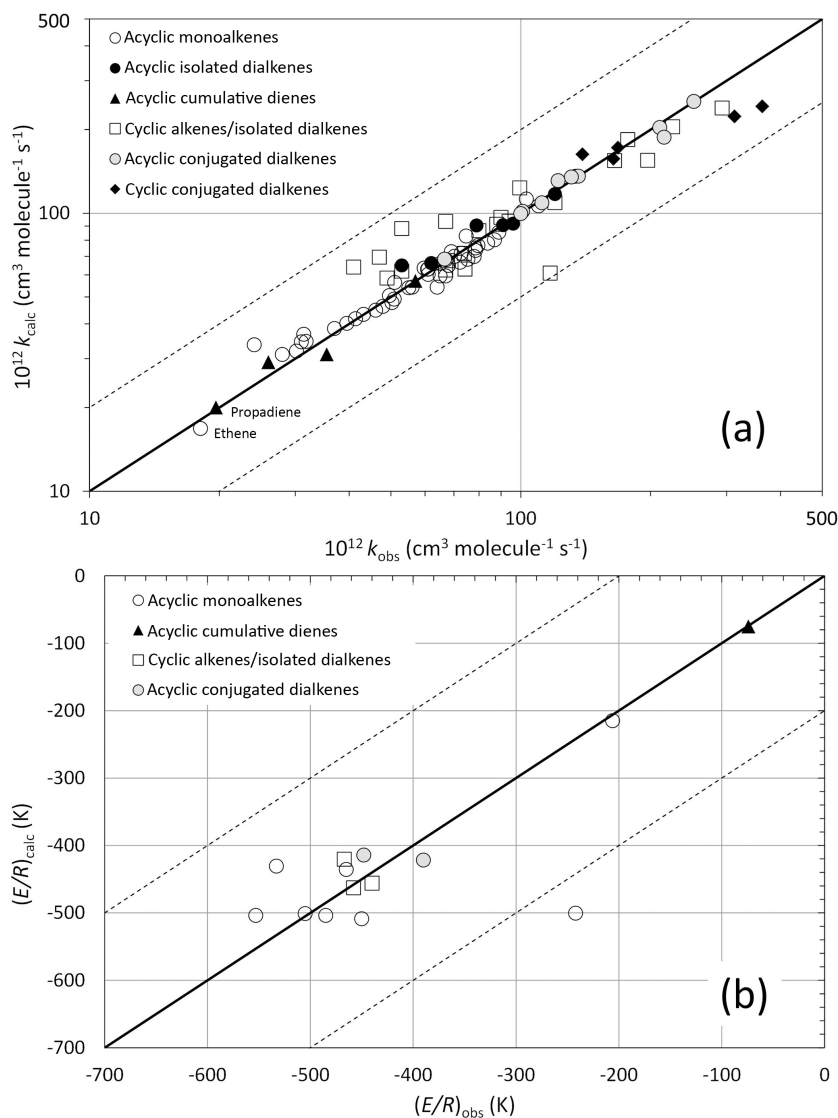 500
Acyclic monoalkenes
Acyclic isolated dialkenes
Acyclic cumulative dienes
Cyclic alkenes/isolated dialkenes
Acyclic conjugated dialkenes
Cyclic conjugated dialkenes
10¹² k_calc (cm³ molecule⁻¹ s⁻¹)
100
Propadiene
Ethene
(a)
10
10 100 500
10¹² k_obs (cm³ molecule⁻¹ s⁻¹)
0
Acyclic monoalkenes
Acyclic cumulative dienes
Cyclic alkenes/isolated dialkenes
Acyclic conjugated dialkenes
-100
-200
-300
-400
(E/R)_calc (K)
-500
-600
(b)
-700
-700 -600 -500 -400 -300 -200 -100 0
(E/R)_obs (K)